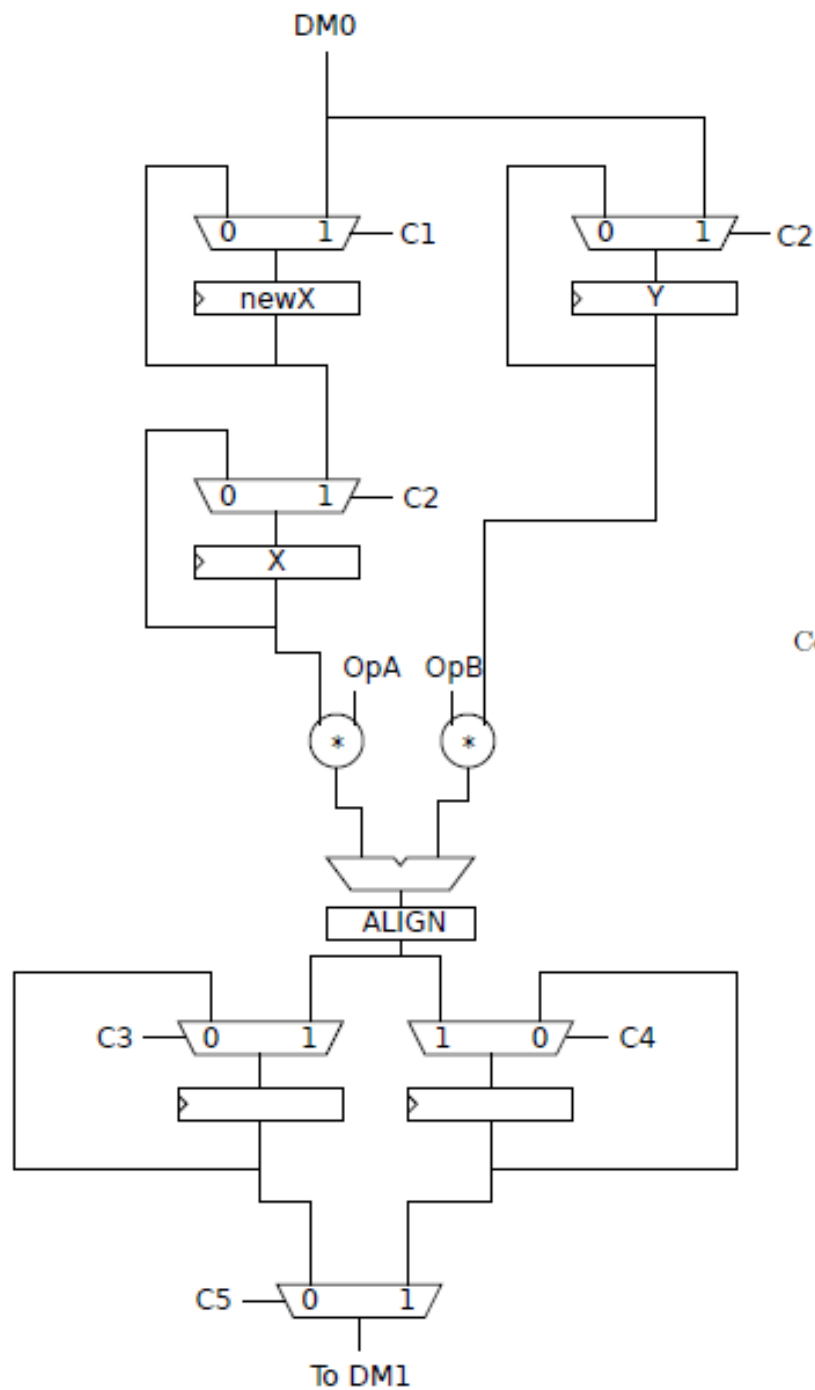 DM0
0 1 C1
0 1 C2
newX
Y
0 1 C2
X
OpA OpB
* *
ALIGN
C3 0 1
1 0 C4
C5 0 1
To DM1